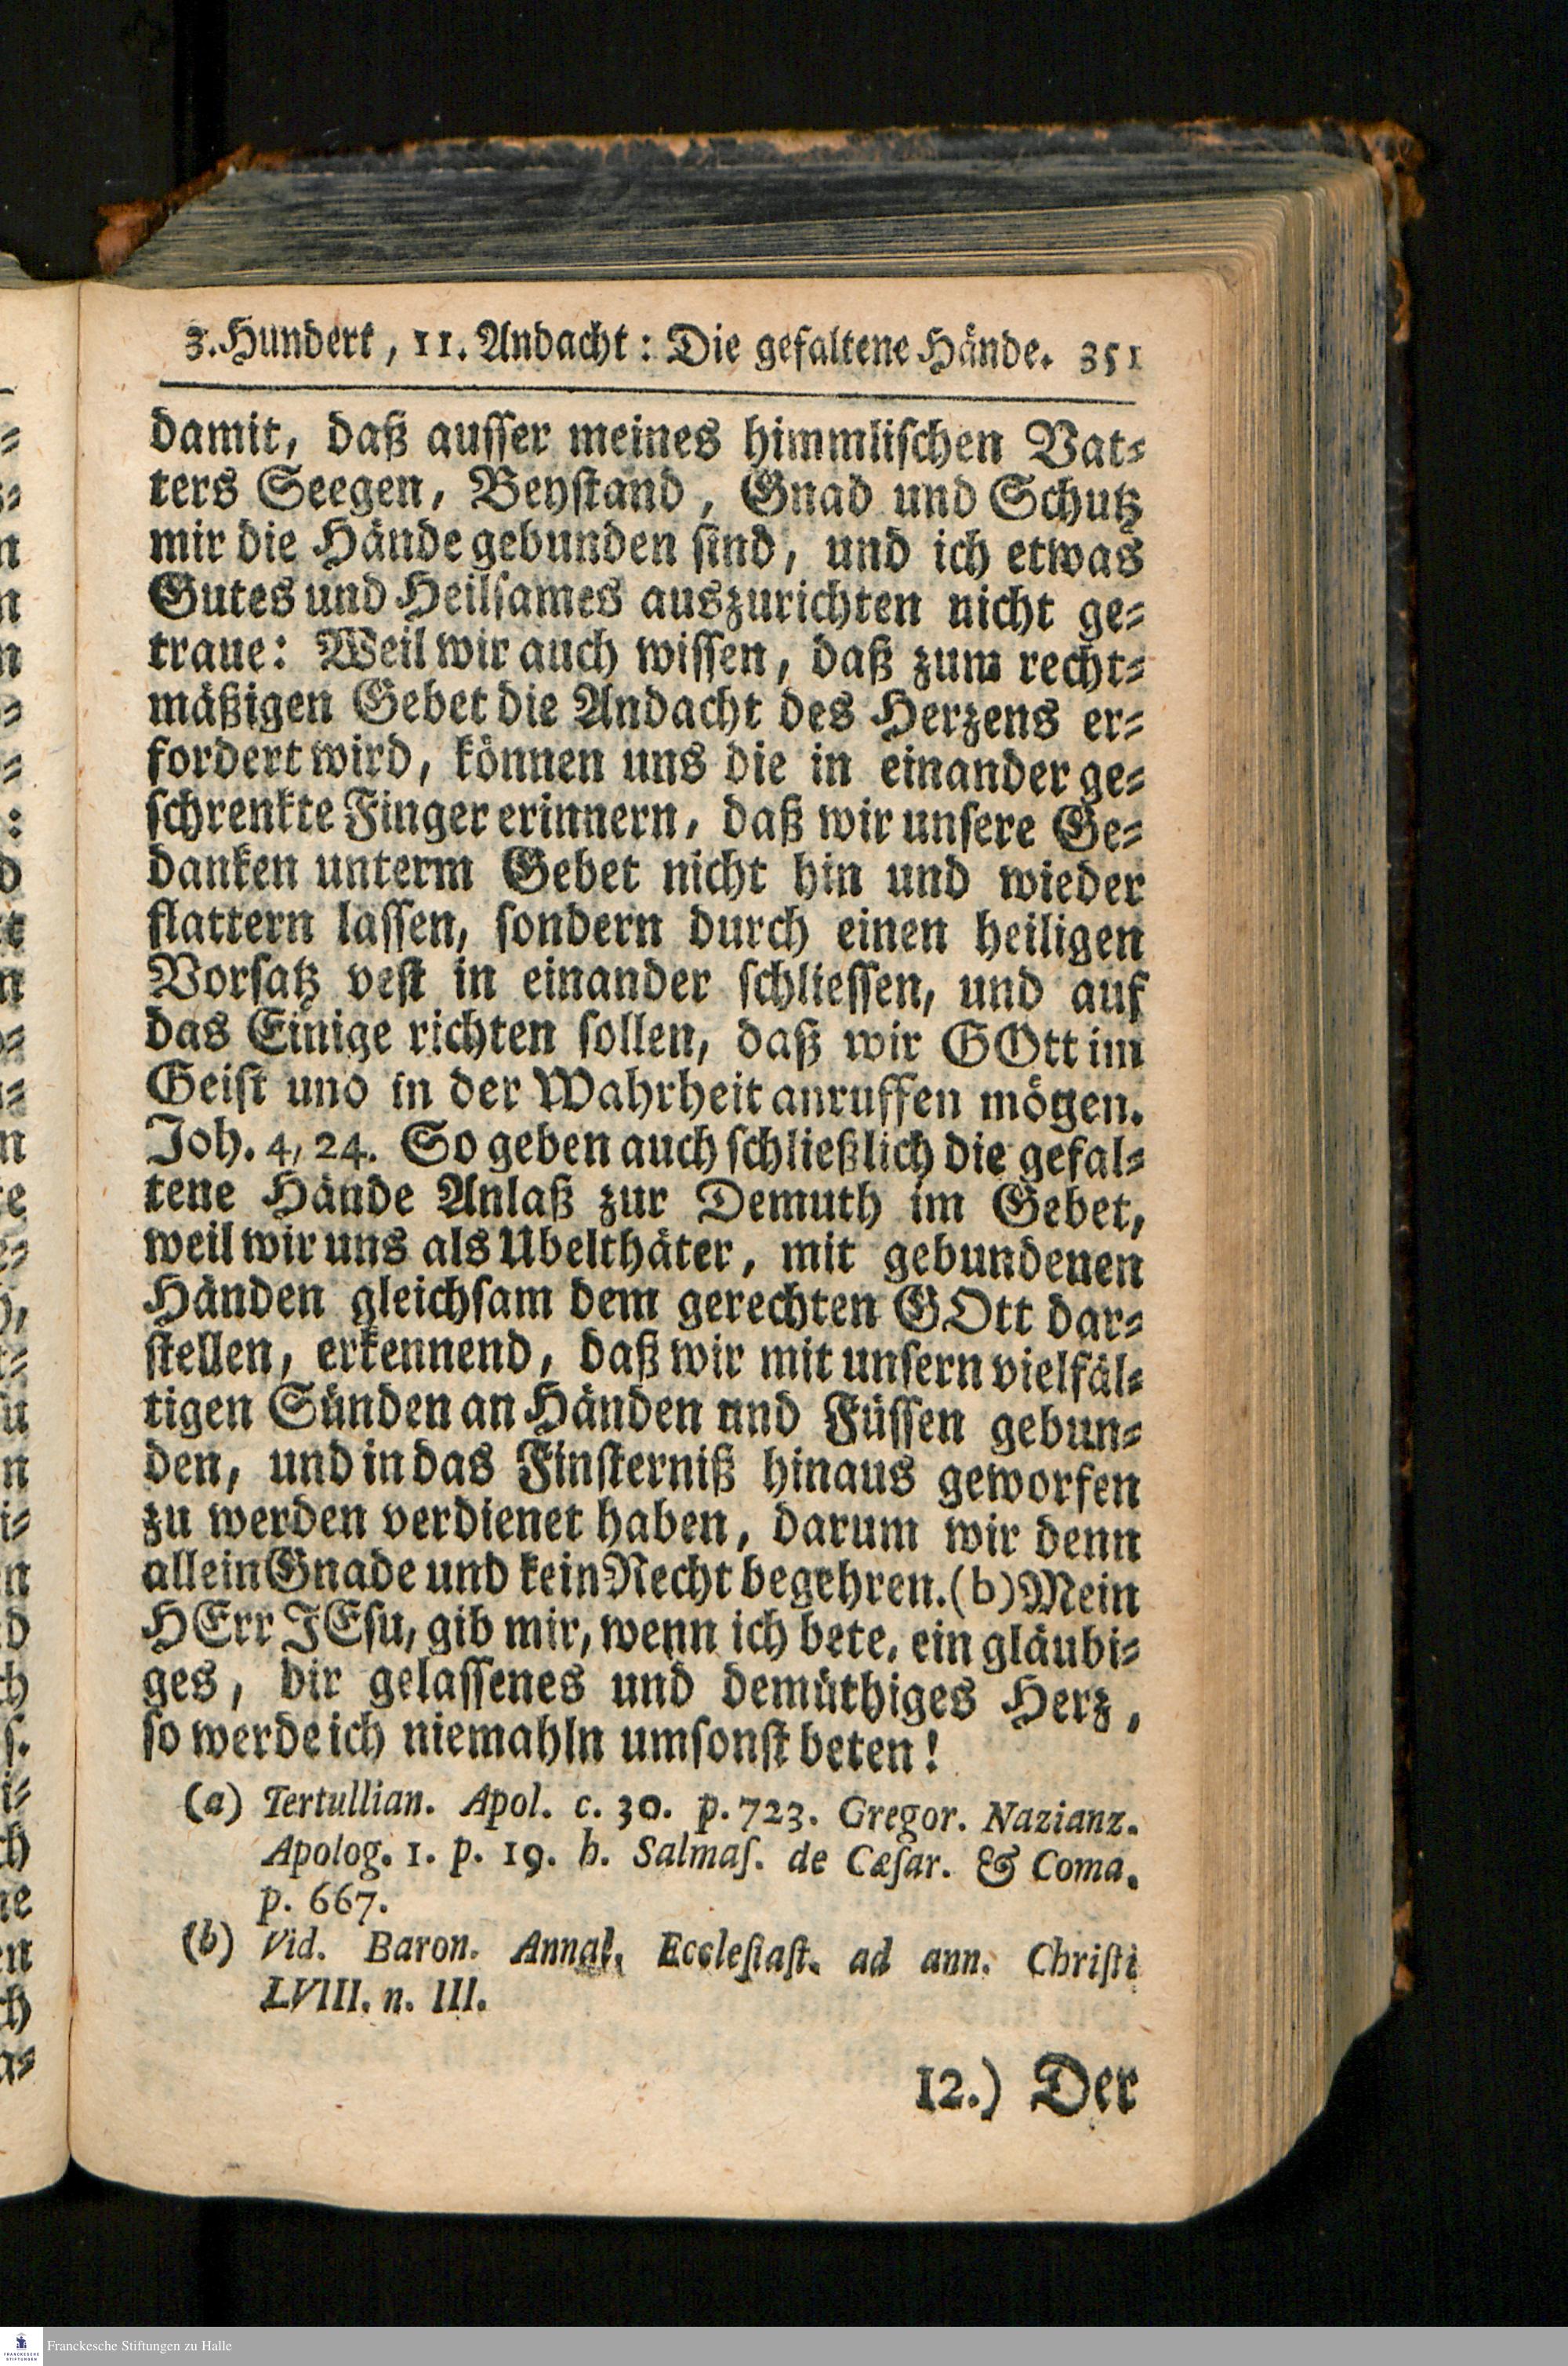 3. Hundert, 11. Andacht: Die gefaltene Hände. 351
damit, daß ausser meines himmlischen Vat-
ters Seegen, Beystand, Gnad und Schutz
mir die Hände gebunden sind, und ich etwas
Gutes und Heilsames auszurichten nicht ge-
traue: Weil wir auch wissen, daß zum recht-
mäßigen Gebet die Andacht des Herzens er-
fordert wird, können uns die in einander ge-
schrenkte Finger erinnern, daß wir unsere Ge-
danken unterm Gebet nicht hin und wieder
flattern lassen, sondern durch einen heiligen
Vorsatz vest in einander schliessen, und auf
das Einige richten sollen, daß wir GOtt im
Geist und in der Wahrheit anruffen mögen.
Joh. 4, 24. So geben auch schließlich die gefal-
tene Hände Anlaß zur Demuth im Gebet,
weil wir uns als Ubelthäter, mit gebundenen
Händen gleichsam dem gerechten GOtt dar-
stellen, erkennend, daß wir mit unsern vielfäl-
tigen Sünden an Händen und Füssen gebun-
den, und in das Finsterniß hinaus geworfen
zu werden verdienet haben, darum wir denn
allein Gnade und kein Recht begehren. (b) Mein
HErr JEsu, gib mir, wenn ich bete, ein gläubi-
ges, dir gelassenes und demüthiges Herz,
so werde ich niemahln umsonst beten!
(a) Tertullian. Apol. c. 30. p. 723. Gregor. Nazianz.
Apolog. 1. p. 19. h. Salmaſ. de Cæſar. & Coma.
p. 667.
(b) Vid. Baron. Annal. Eccleſiaſt. ad ann. Chriſti
LVIII. n. III.
12.) Der
Franckesche Stiftungen zu Halle